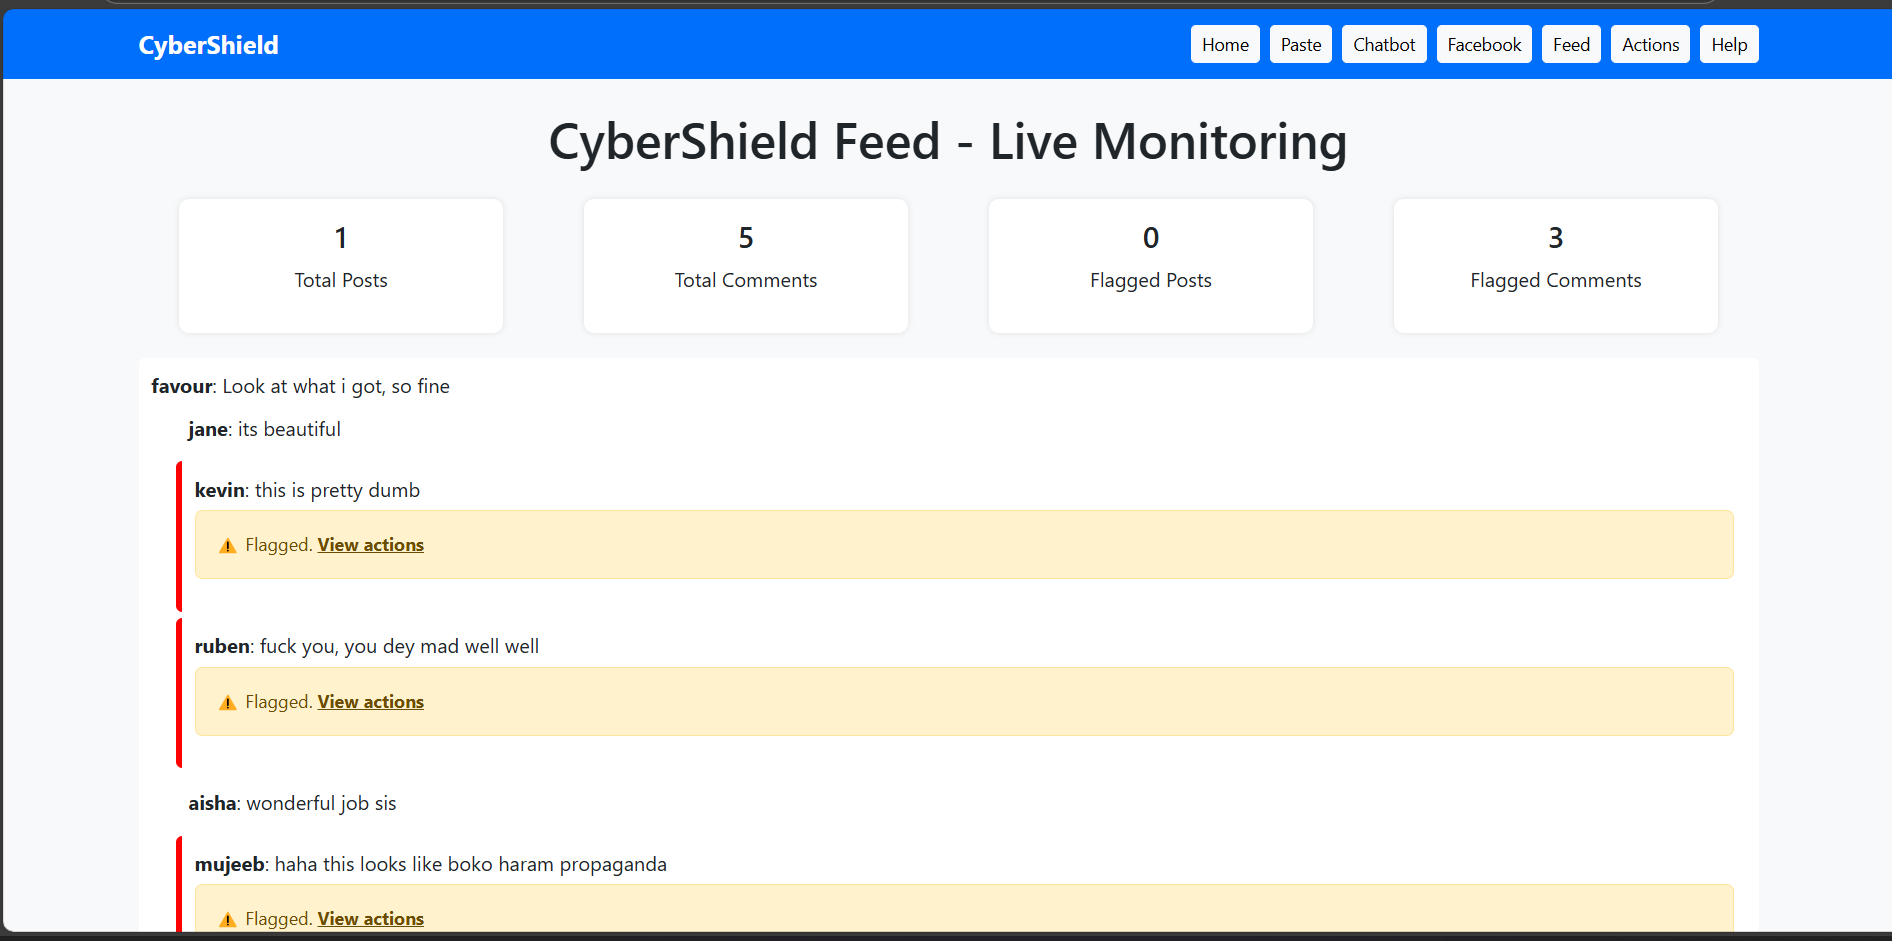 CyberShield
Home Paste Chatbot Facebook Feed Actions Help
CyberShield Feed - Live Monitoring
1 5 0 3
Total Posts Total Comments Flagged Posts Flagged Comments
favour: Look at what i got, so fine
jane: its beautiful
kevin: this is pretty dumb
⚠ Flagged. View actions
ruben: fuck you, you dey mad well well
⚠ Flagged. View actions
aisha: wonderful job sis
mujeeb: haha this looks like boko haram propaganda
⚠ Flagged. View actions